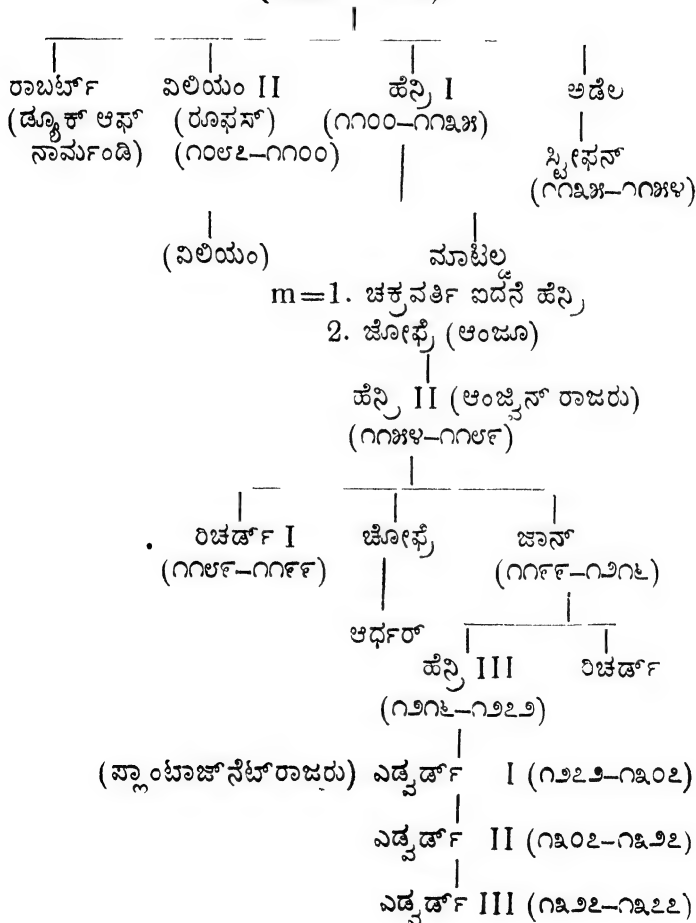 ರಾಬರ್ಟ್ ವಿಲಿಯಂ II ಹೆನ್ರಿ I ಅಡೆಲ
(ಡ್ಯೂಕ್ ಆಫ್ (ರೂಫಸ್) (೧೧೦೦–೧೧೩೫)
ನಾರ್ಮಂಡಿ) (೧೦೮೭–೧೧೦೦) ಸ್ಟೀಫನ್
(೧೧೩೫–೧೧೫೪)
(ವಿಲಿಯಂ) ಮಾಟಿಲ್ಡ
m=1. ಚಕ್ರವರ್ತಿ ಐದನೆ ಹೆನ್ರಿ
2. ಜೋಫ್ರೆ (ಆಂಜೂ)
ಹೆನ್ರಿ II (ಆಂಜ್ವಿನ್ ರಾಜರು)
(೧೧೫೪–೧೧೮೯)
ರಿಚರ್ಡ್ I ಚೋಫ್ರೆ ಜಾನ್
(೧೧೮೯–೧೧೯೯) (೧೧೯೯–೧೨೧೬)
ಆರ್ಥರ್
ಹೆನ್ರಿ III ರಿಚರ್ಡ್
(೧೨೧೬–೧೨೭೨)
(ಪ್ಲಾಂಟಾಜ್‌ನೆಟ್ ರಾಜರು) ಎಡ್ವರ್ಡ್ I (೧೨೭೨–೧೩೦೭)
ಎಡ್ವರ್ಡ್ II (೧೩೦೭–೧೩೨೭)
ಎಡ್ವರ್ಡ್ III (೧೩೨೭–೧೩೭೭)